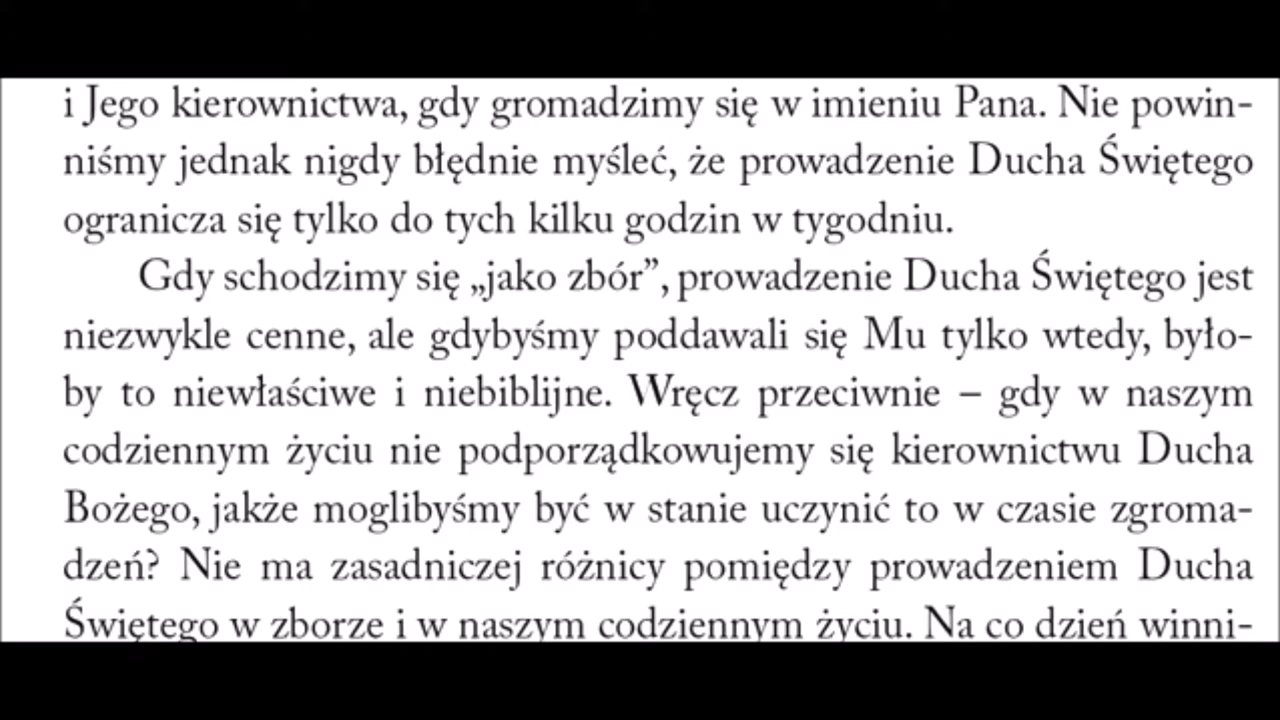 i Jego kierownictwa, gdy gromadzimy się w imieniu Pana. Nie powin-
niśmy jednak nigdy błędnie myśleć, że prowadzenie Ducha Świętego
ogranicza się tylko do tych kilku godzin w tygodniu.
Gdy schodzimy się „jako zbór”, prowadzenie Ducha Świętego jest
niezwykle cenne, ale gdybyśmy poddawali się Mu tylko wtedy, było-
by to niewłaściwe i niebiblijne. Wręcz przeciwnie – gdy w naszym
codziennym życiu nie podporządkowujemy się kierownictwu Ducha
Bożego, jakże moglibyśmy być w stanie uczynić to w czasie zgroma-
dzeń? Nie ma zasadniczej różnicy pomiędzy prowadzeniem Ducha
Świętego w zborze i w naszym codziennym życiu. Na co dzień winni-